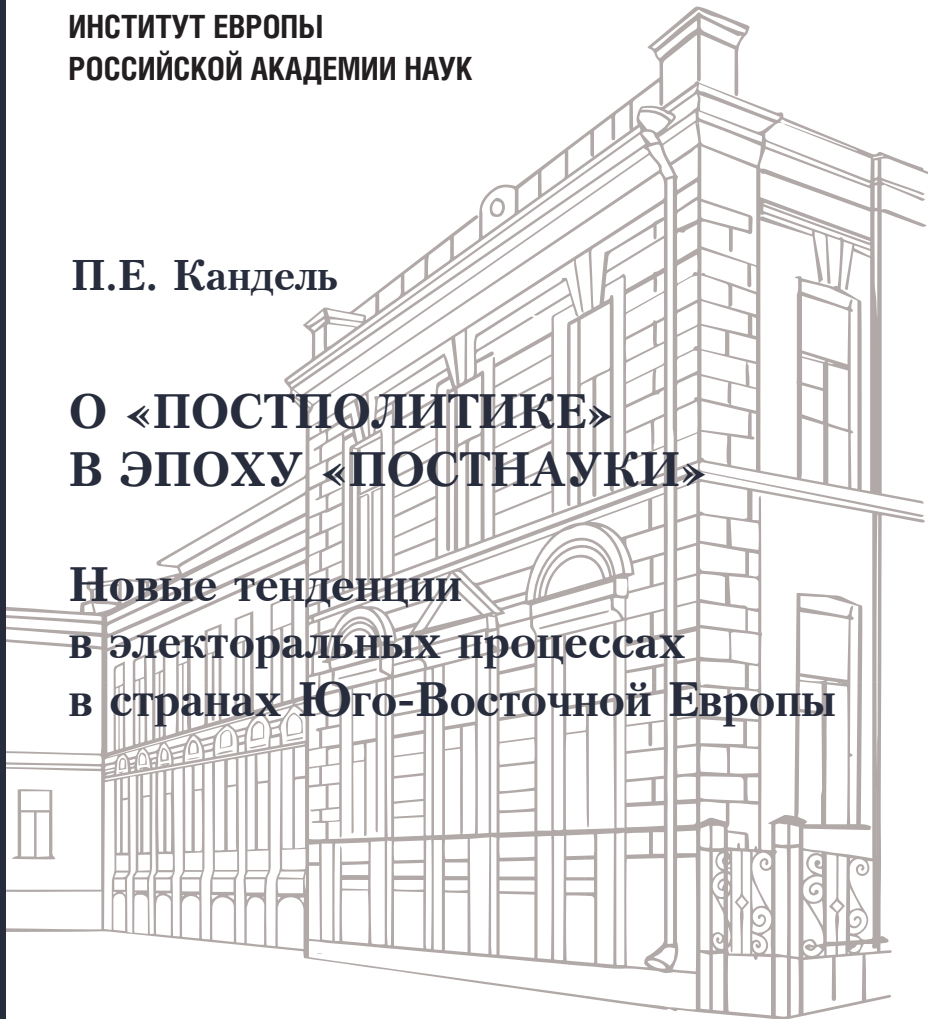 ИНСТИТУТ ЕВРОПЫ
РОССИЙСКОЙ АКАДЕМИИ НАУК
П.Е. Кандель
О «ПОСТПОЛИТИКЕ»
В ЭПОХУ «ПОСТНАУКИ»
Новые тенденции
в электоральных процессах
в странах Юго-Восточной Европы